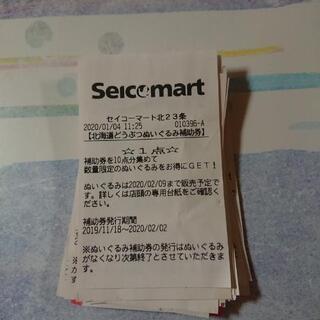 Seicomart
セイコーマート北23条
2020/01/04 11:25 010396-A
【北海道どうぶつぬいぐるみ補助券】
☆１点☆
補助券を10点分集めて
数量限定のぬいぐるみをお得にGET！
ぬいぐるみは2020/02/09まで販売予定で
す。詳しくは店頭の専用台紙をご確認く
ださい。
補助券発行期間
2019/11/18～2020/02/02
※ぬいぐるみ補助券の発行はぬいぐるみ
がなくなり次第終了とさせていただきま
す。